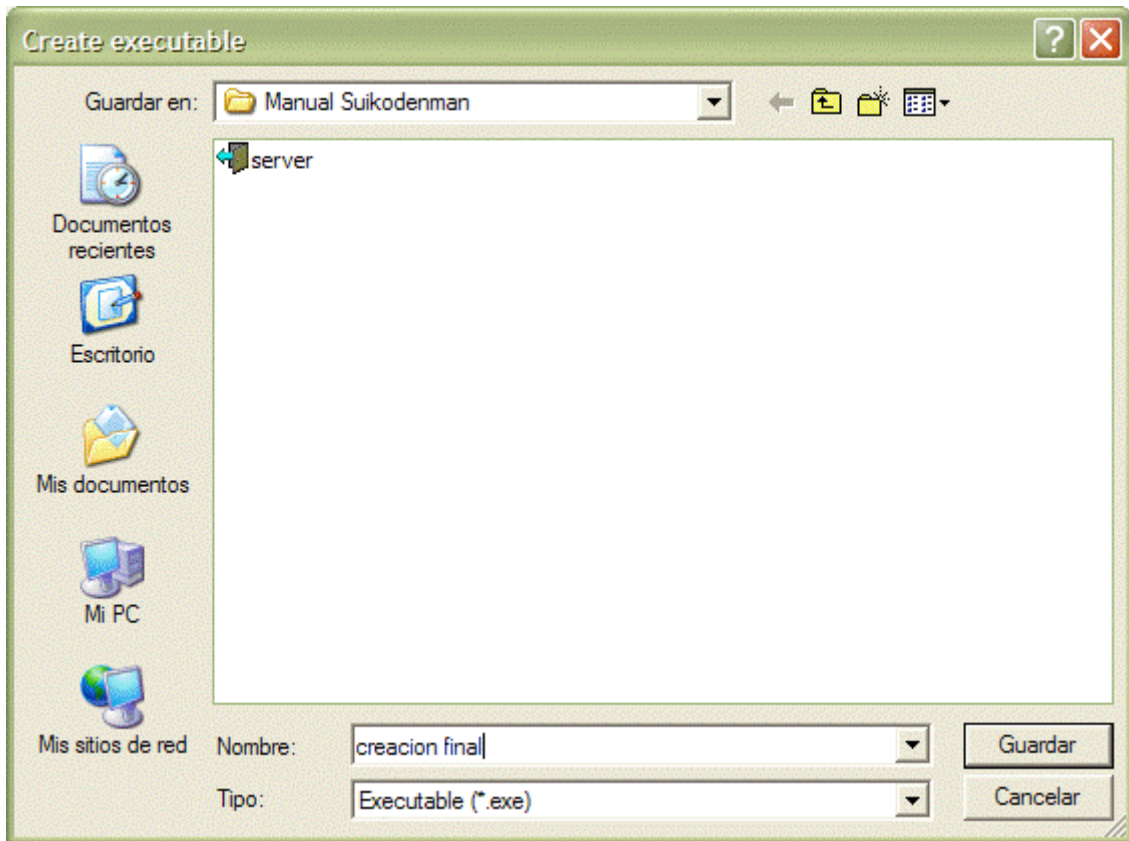 Create executable
Guardar en:
Manual Suikodenman
server
Documentos
recientes
Escritorio
Mis documentos
Mi PC
Mis sitios de red
Nombre:
creacion final
Guardar
Tipo:
Executable (*.exe)
Cancelar